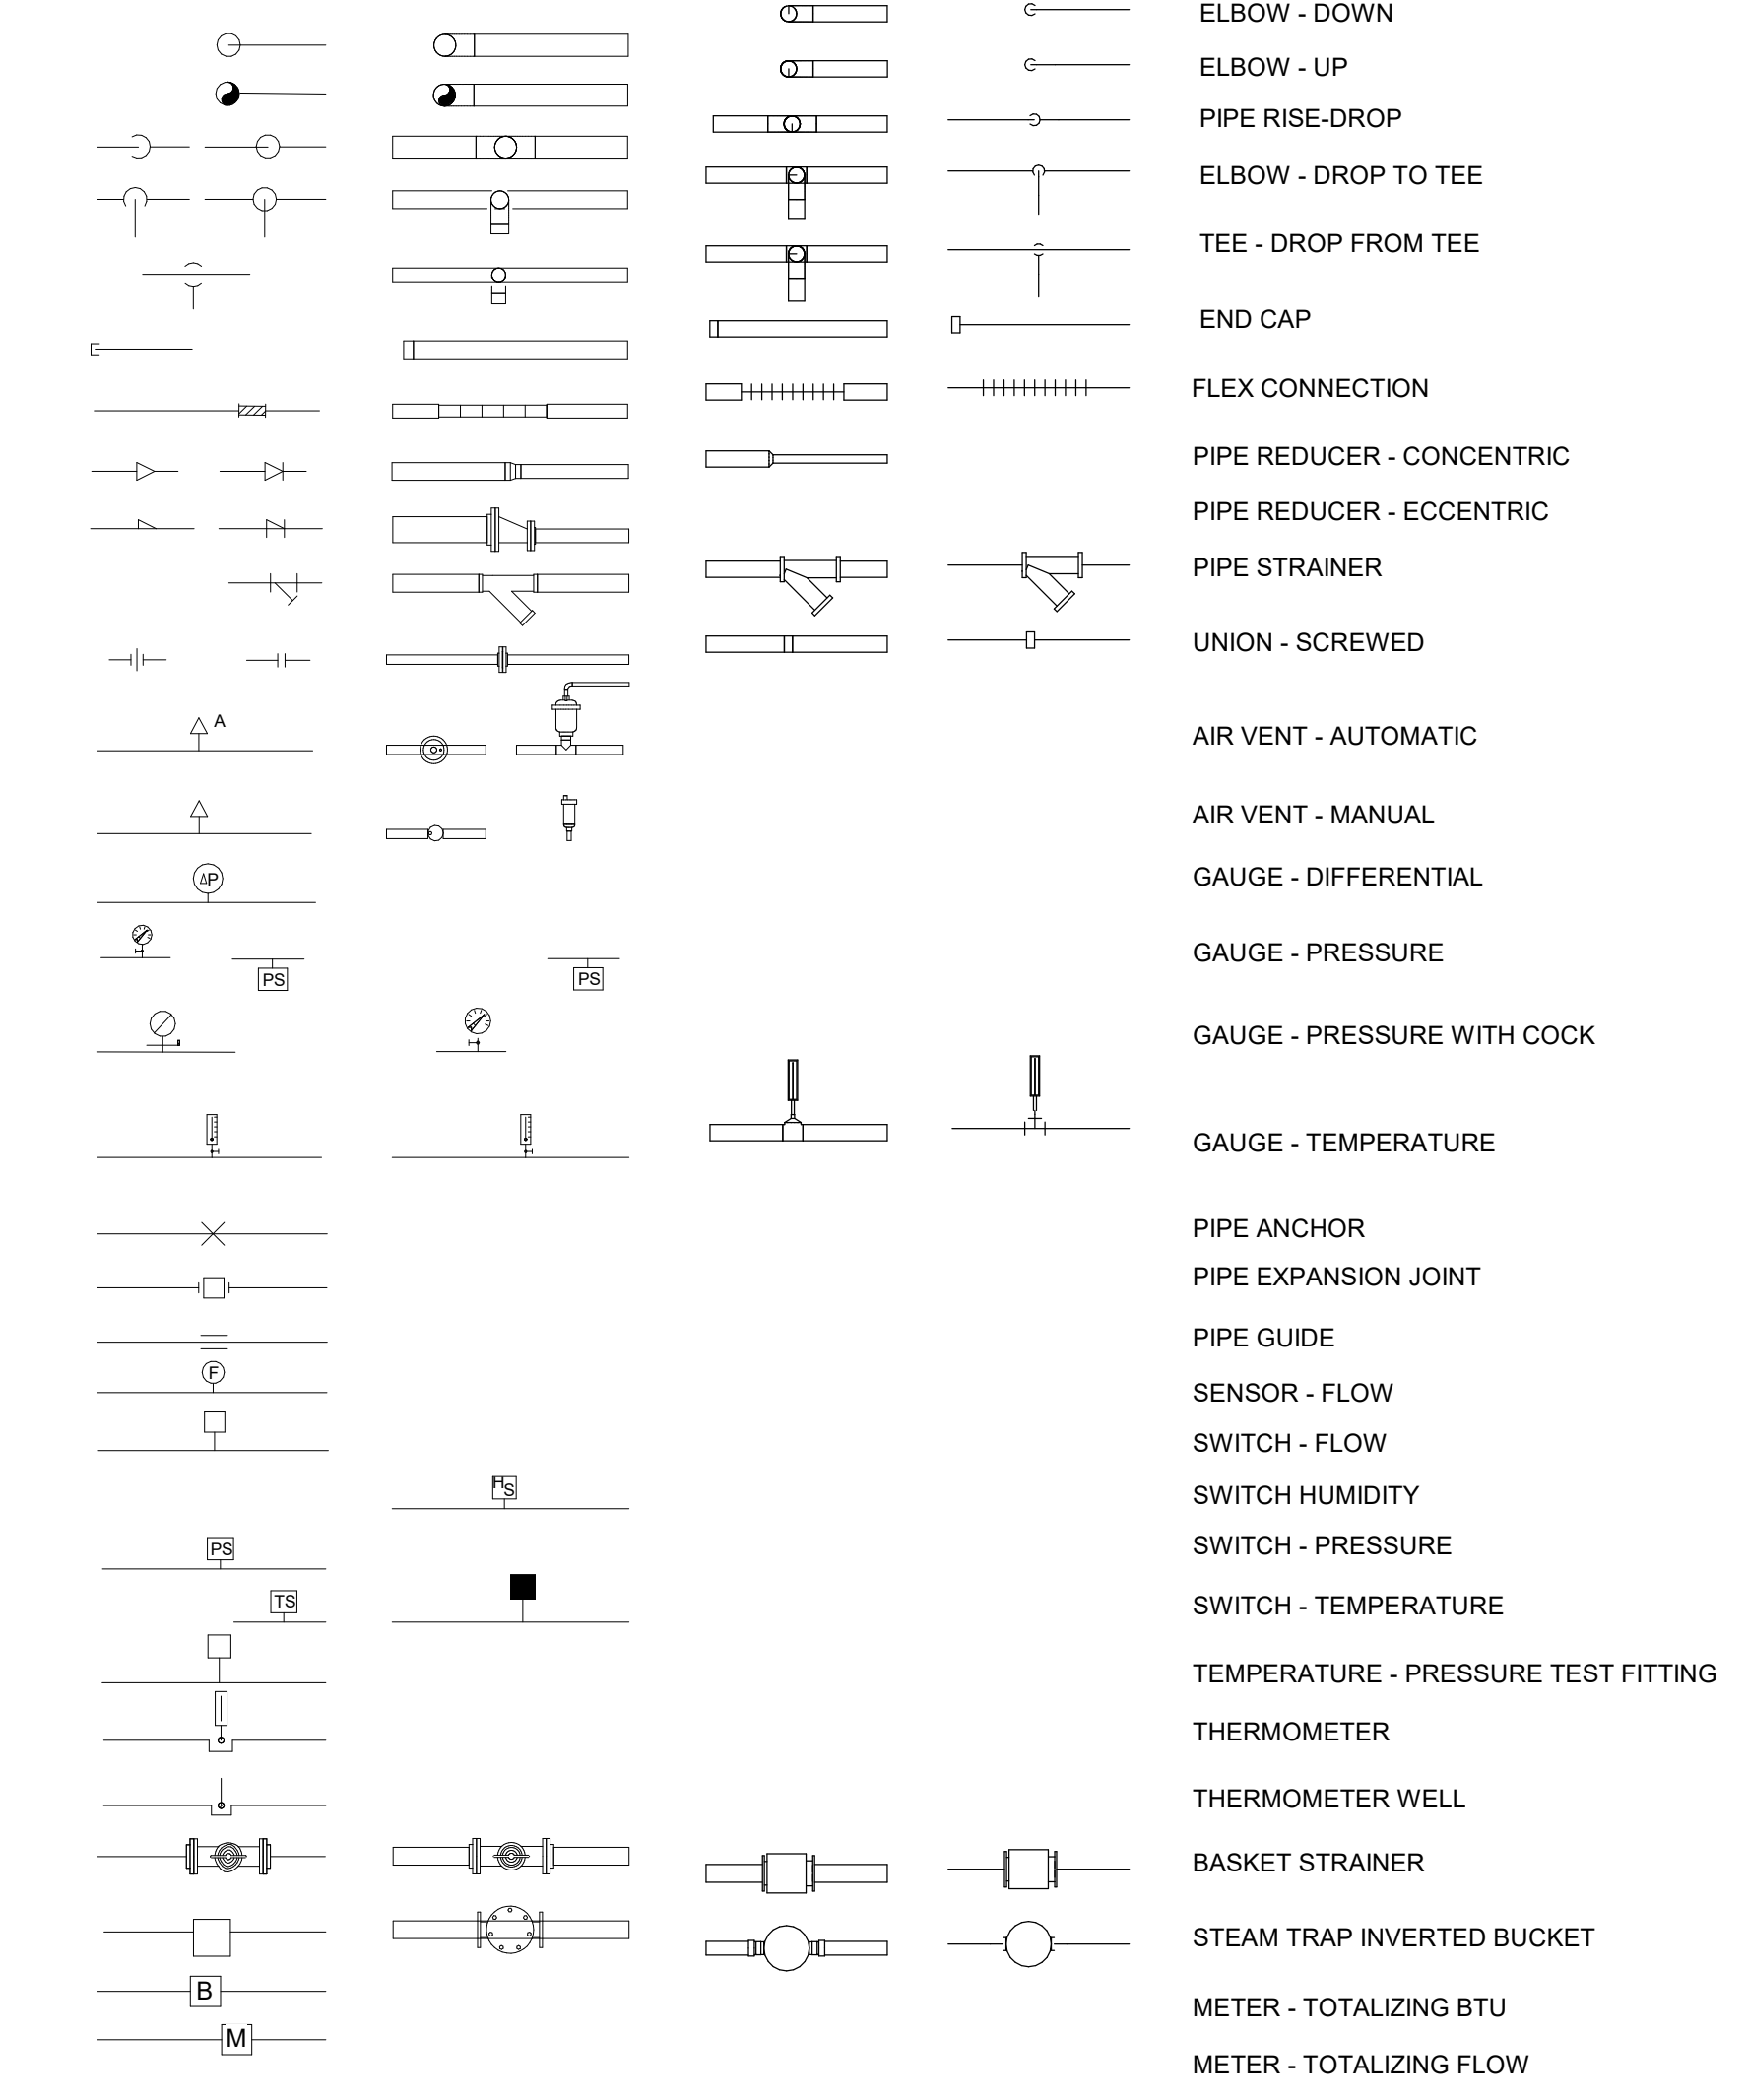 ELBOW - DOWN
ELBOW - UP
PIPE RISE-DROP
ELBOW - DROP TO TEE
TEE - DROP FROM TEE
END CAP
FLEX CONNECTION
PIPE REDUCER - CONCENTRIC
PIPE REDUCER - ECCENTRIC
PIPE STRAINER
UNION - SCREWED
A
AIR VENT - AUTOMATIC
AIR VENT - MANUAL
ΔP
GAUGE - DIFFERENTIAL
GAUGE - PRESSURE
PS
PS
GAUGE - PRESSURE WITH COCK
GAUGE - TEMPERATURE
PIPE ANCHOR
PIPE EXPANSION JOINT
PIPE GUIDE
F
SENSOR - FLOW
SWITCH - FLOW
HS
SWITCH HUMIDITY
PS
SWITCH - PRESSURE
TS
SWITCH - TEMPERATURE
TEMPERATURE - PRESSURE TEST FITTING
THERMOMETER
THERMOMETER WELL
BASKET STRAINER
STEAM TRAP INVERTED BUCKET
B
METER - TOTALIZING BTU
M
METER - TOTALIZING FLOW